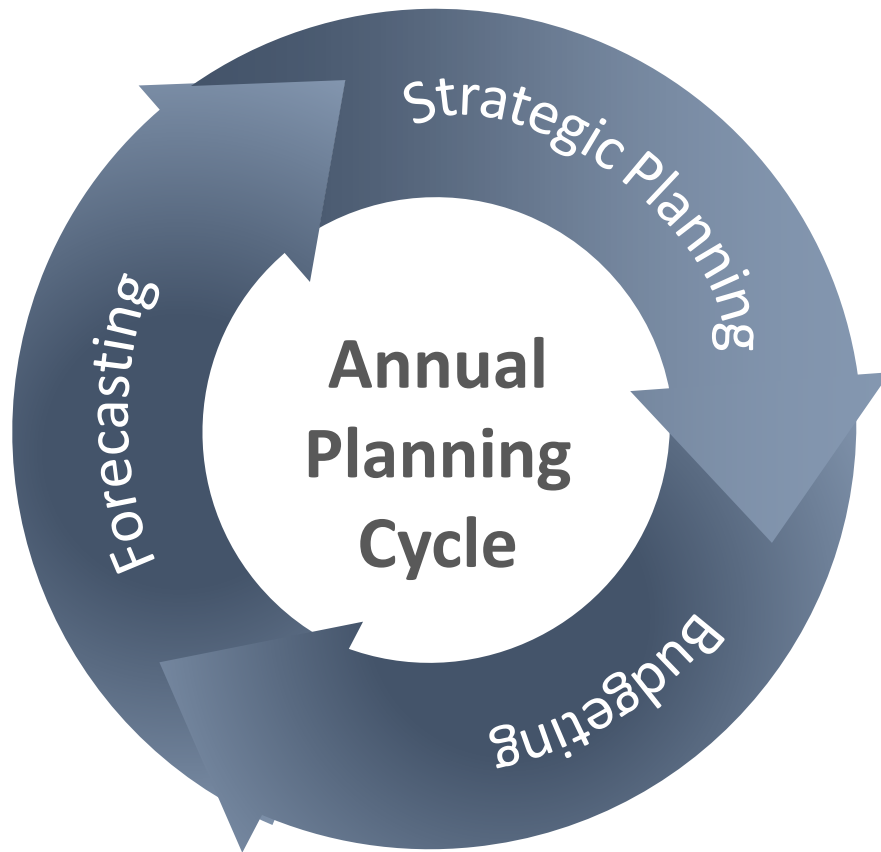 Strategic Planning
Annual
Planning
Cycle
Forecasting
Budgeting